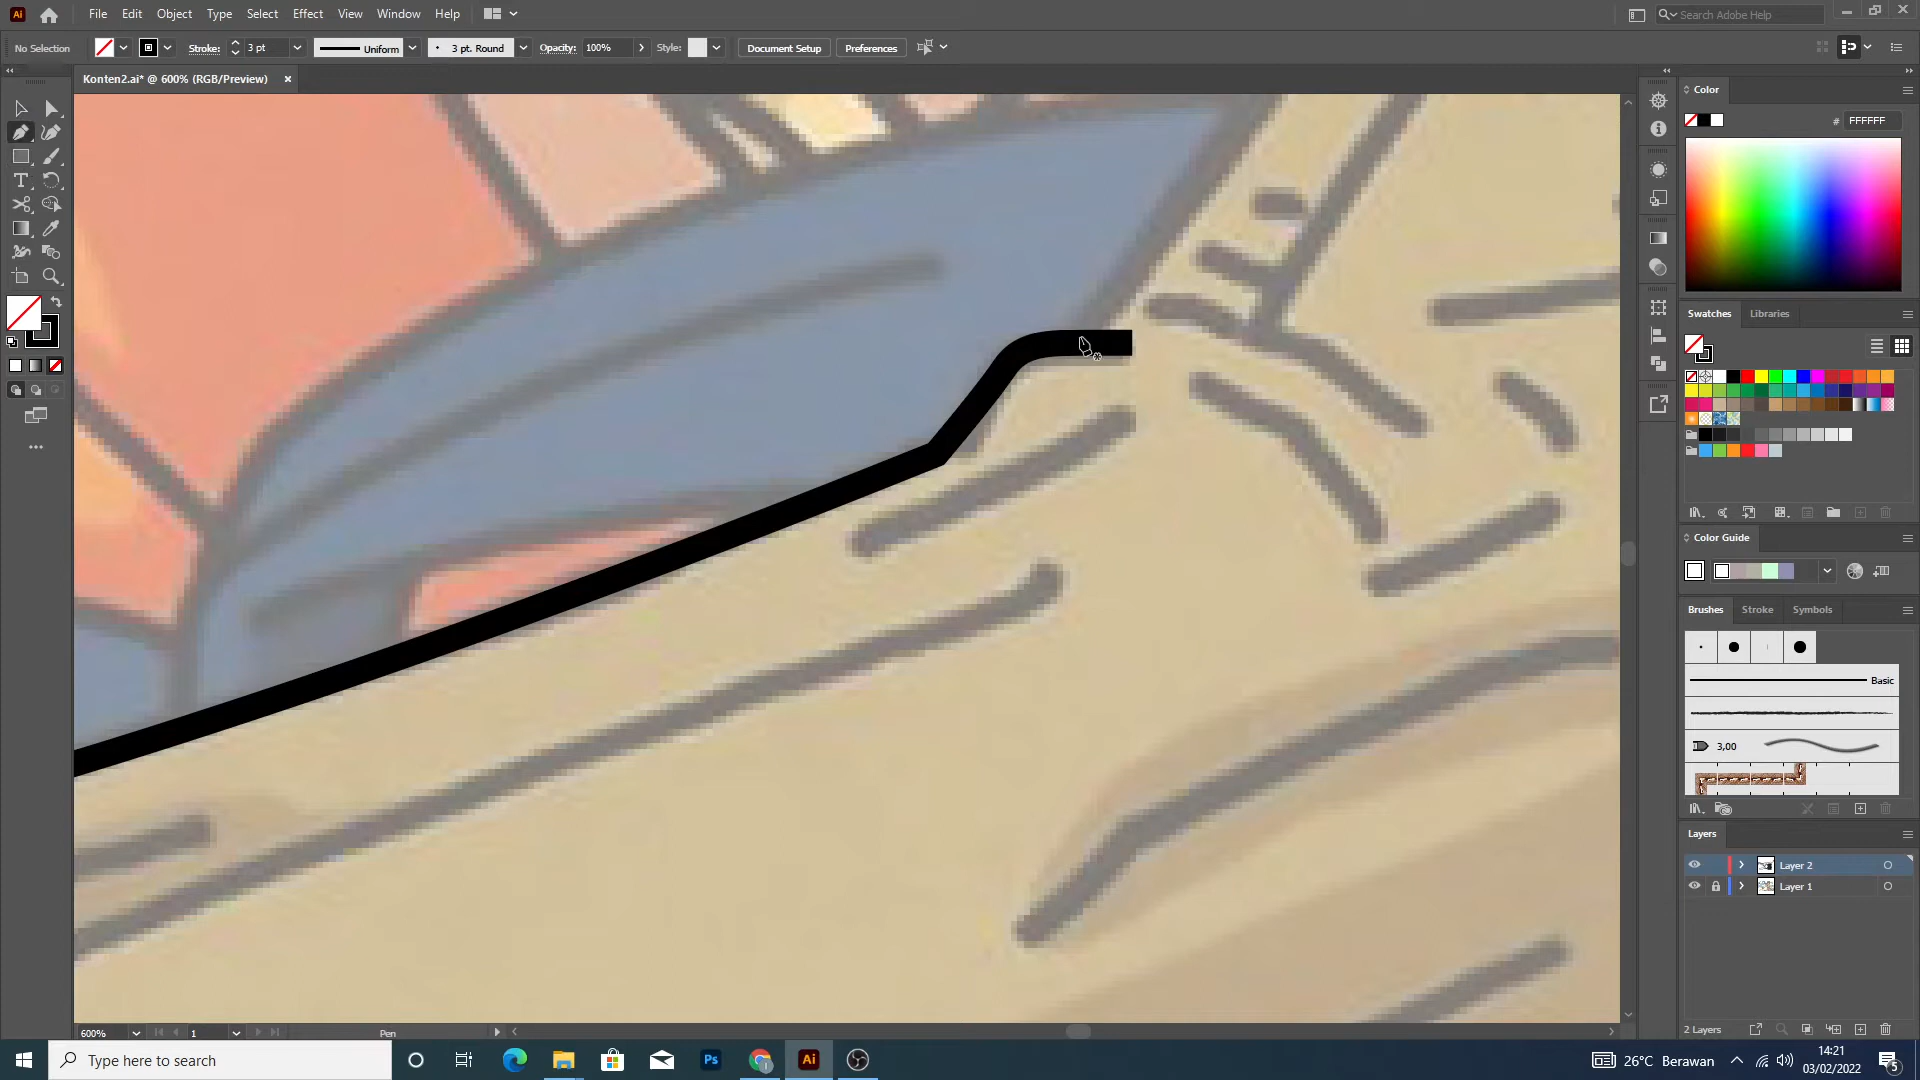 Ai File Edit Object Type Select Effect View Window Help Search Adobe Help
No Selection Stroke: 3 pt Uniform 3 pt. Round Opacity: 100% Style: Document Setup Preferences
Konten2.ai* @ 600% (RGB/Preview)
Color
# FFFFFF
Swatches Libraries
Color Guide
Brushes Stroke Symbols
Basic
3,00
Layers
Layer 2
Layer 1
2 Layers
600% 1 Pen
Type here to search
Ps
Ai
26°C Berawan
14:21
03/02/2022
5